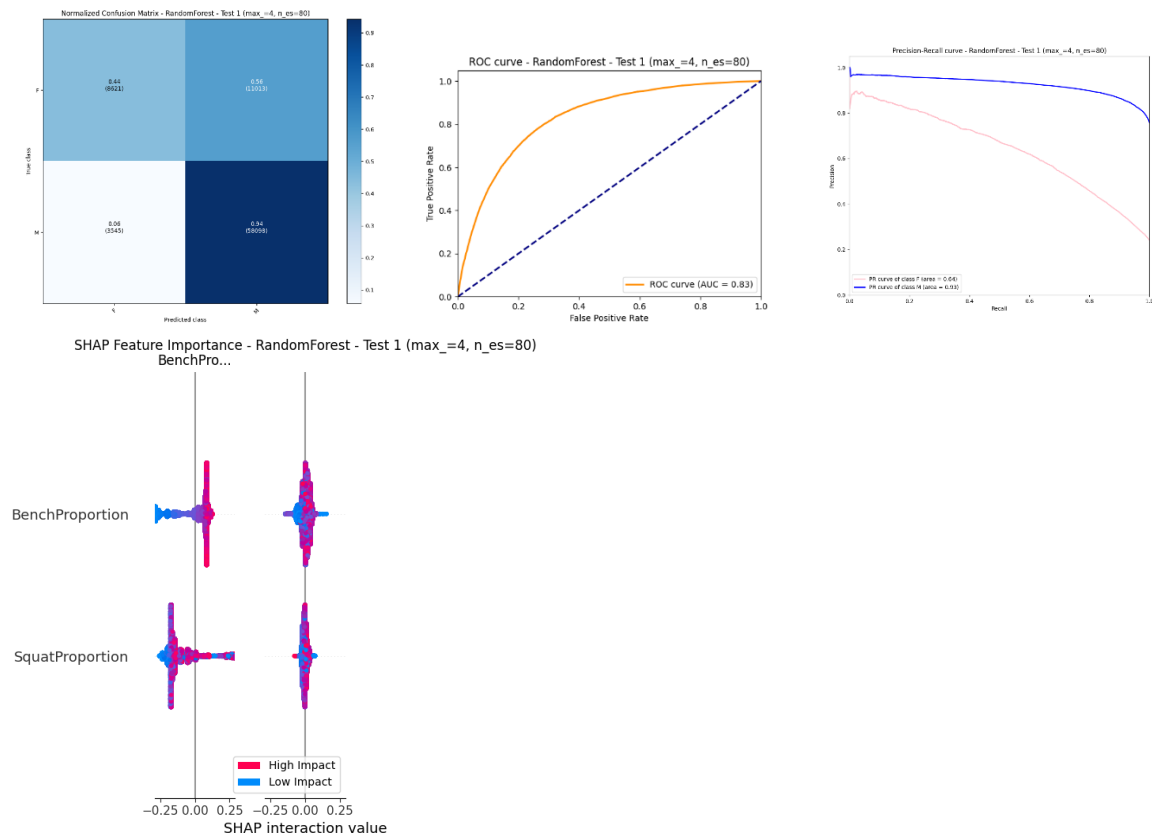 Normalized Confusion Matrix - RandomForest - Test 1 (max_=4, n_es=80)
True class
F
M
0.44
(8621)
0.56
(11013)
0.06
(3545)
0.94
(58098)
F
M
Predicted class
0.9
0.8
0.7
0.6
0.5
0.4
0.3
0.2
0.1
ROC curve - RandomForest - Test 1 (max_=4, n_es=80)
True Positive Rate
1.0
0.8
0.6
0.4
0.2
0.0
0.0
0.2
0.4
0.6
0.8
1.0
False Positive Rate
ROC curve (AUC = 0.83)
Precision-Recall curve - RandomForest - Test 1 (max_=4, n_es=80)
Precision
1.0
0.8
0.6
0.4
0.2
0.0
0.0
0.2
0.4
0.6
0.8
1.0
Recall
PR curve of class F (area = 0.64)
PR curve of class M (area = 0.93)
SHAP Feature Importance - RandomForest - Test 1 (max_=4, n_es=80)
BenchPro...
BenchProportion
SquatProportion
High Impact
Low Impact
−0.25 0.00 0.25
−0.25 0.00 0.25
SHAP interaction value